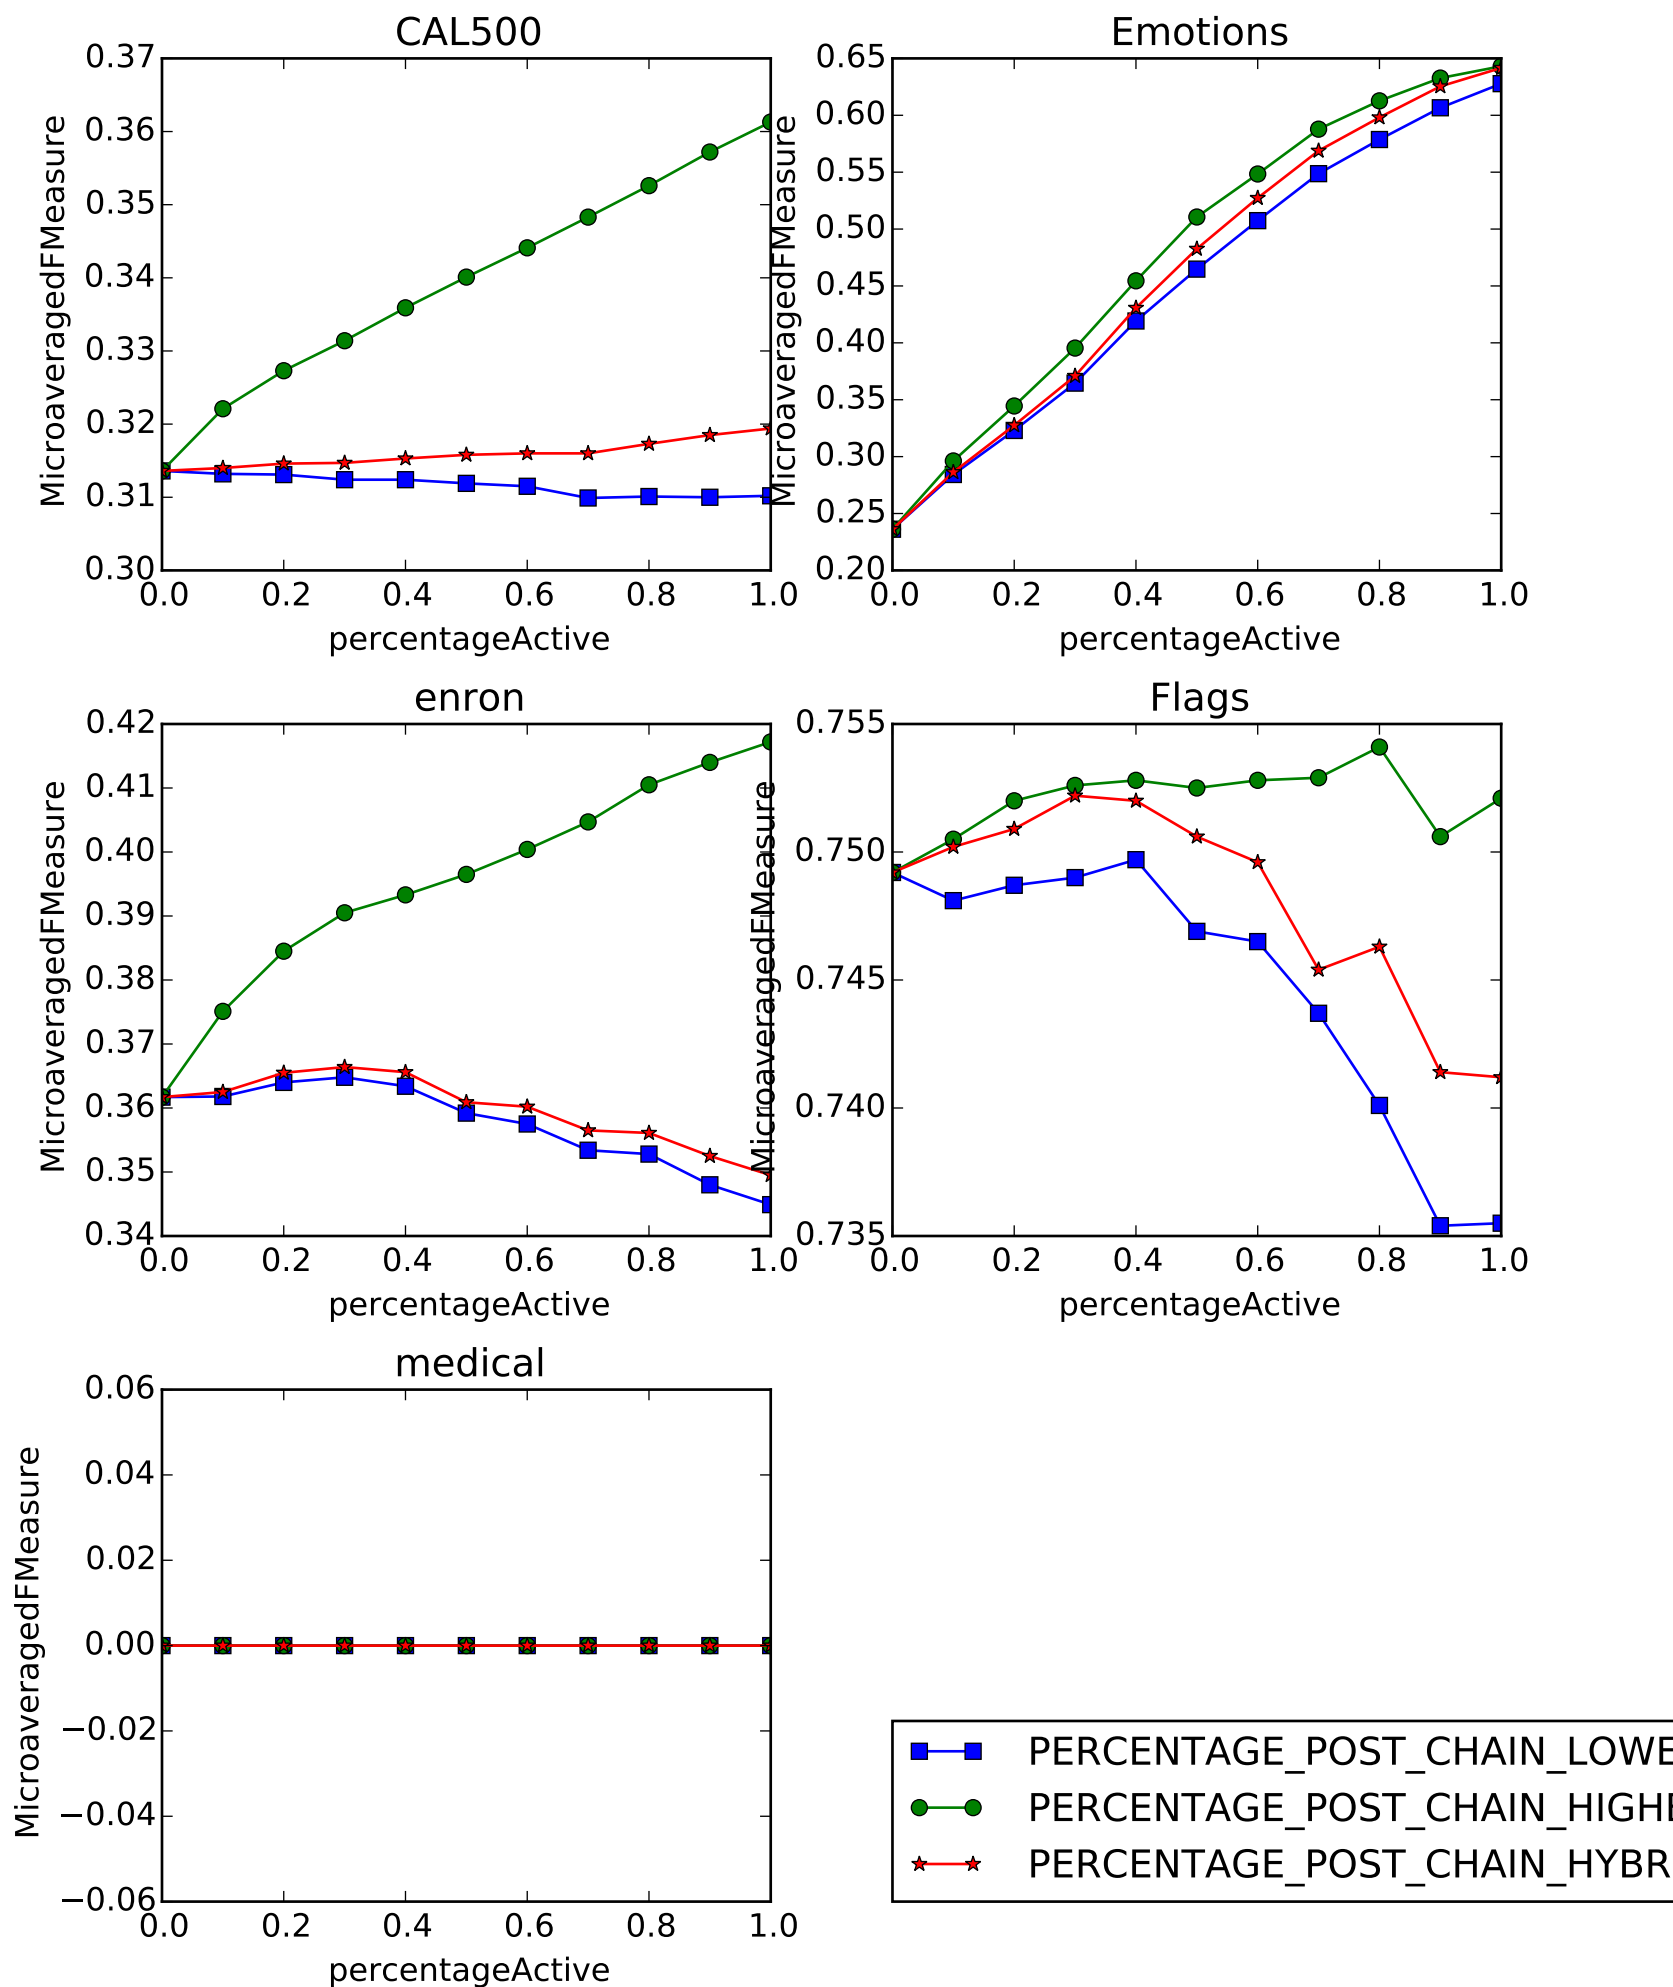 CAL500
0.37
0.36
0.35
0.34
0.33
0.32
0.31
0.30
MicroaveragedFMeasure
0.0 0.2 0.4 0.6 0.8 1.0
percentageActive
Emotions
0.65
0.60
0.55
0.50
0.45
0.40
0.35
0.30
0.25
0.20
MicroaveragedFMeasure
0.0 0.2 0.4 0.6 0.8 1.0
percentageActive
enron
0.42
0.41
0.40
0.39
0.38
0.37
0.36
0.35
0.34
MicroaveragedFMeasure
0.0 0.2 0.4 0.6 0.8 1.0
percentageActive
Flags
0.755
0.750
0.745
0.740
0.735
MicroaveragedFMeasure
0.0 0.2 0.4 0.6 0.8 1.0
percentageActive
medical
0.06
0.04
0.02
0.00
−0.02
−0.04
−0.06
MicroaveragedFMeasure
0.0 0.2 0.4 0.6 0.8 1.0
percentageActive
PERCENTAGE_POST_CHAIN_LOWE
PERCENTAGE_POST_CHAIN_HIGHE
PERCENTAGE_POST_CHAIN_HYBR